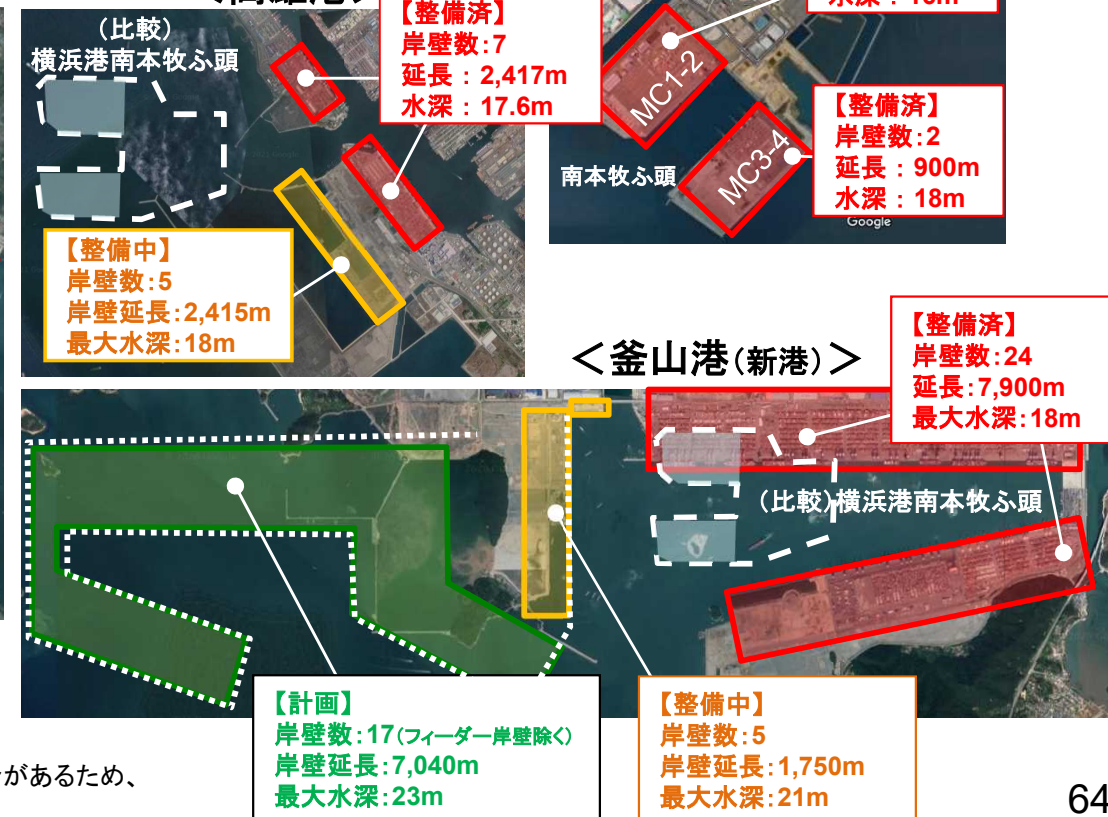 (比較)
横浜港南本牧ふ頭
【整備済】
岸壁数:7
延長：2,417m
水深：17.6m
【整備中】
岸壁数:5
岸壁延長:2,415m
最大水深:18m
MC1-2
MC3-4
南本牧ふ頭
【整備済】
岸壁数:2
延長：900m
水深：18m
Google
＜釜山港(新港)＞
【整備済】
岸壁数:24
延長:7,900m
最大水深:18m
(比較)横浜港南本牧ふ頭
【計画】
岸壁数:17(フィーダー岸壁除く)
岸壁延長:7,040m
最大水深:23m
【整備中】
岸壁数:5
岸壁延長:1,750m
最大水深:21m
があるため、
64